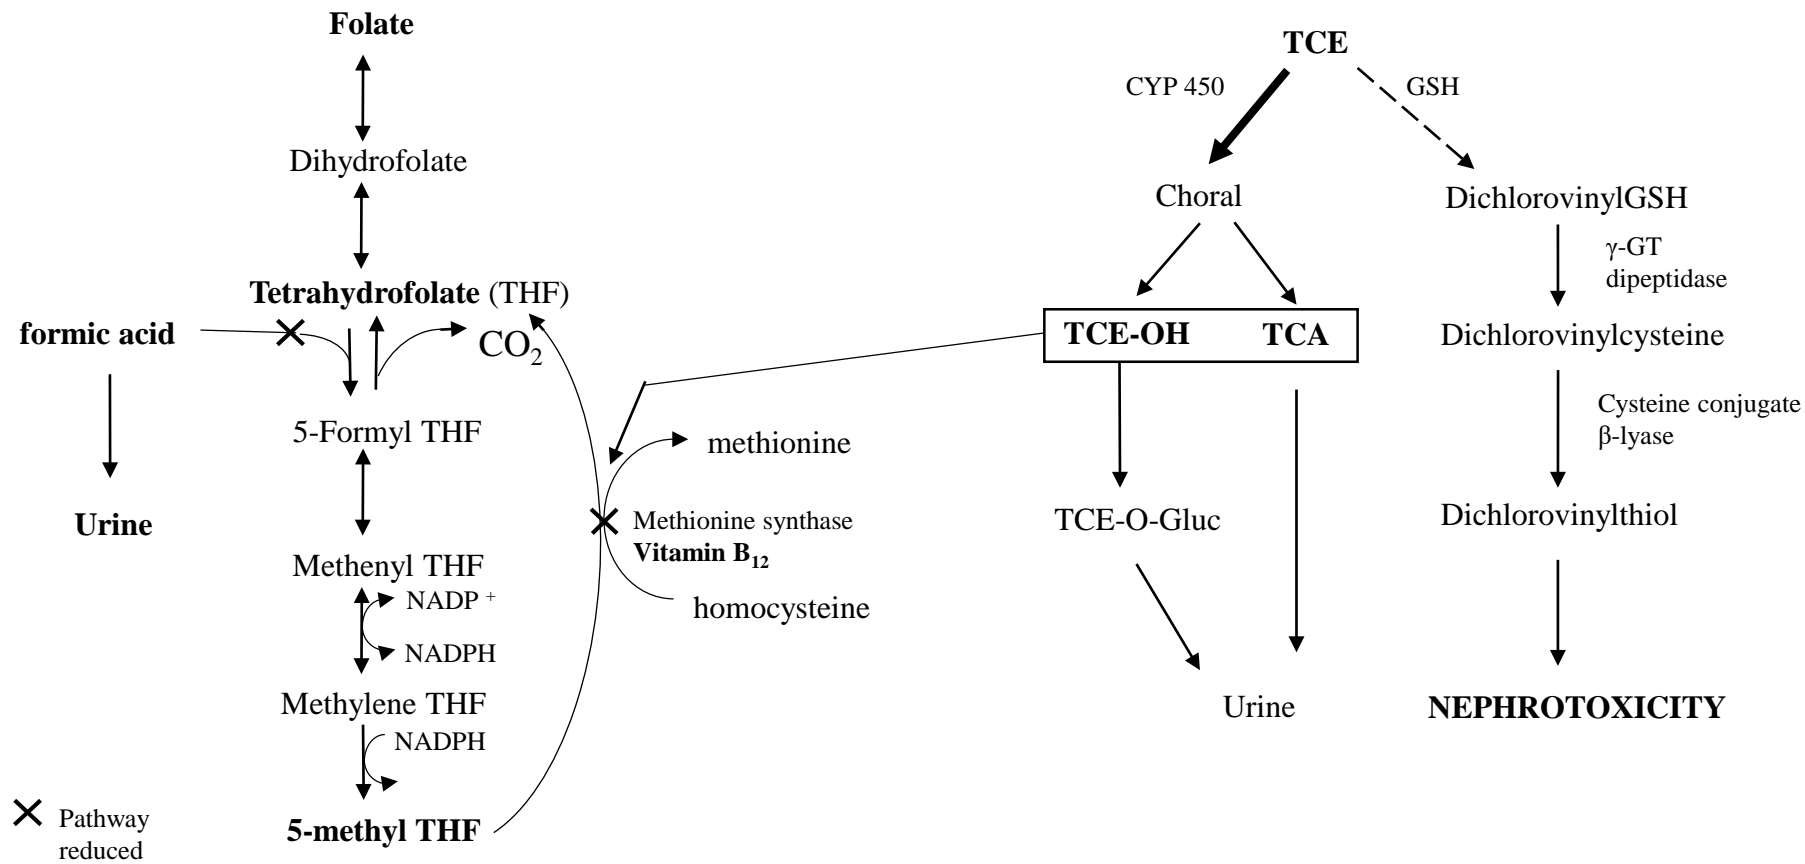 Folate
Dihydrofolate
Tetrahydrofolate (THF)
formic acid
CO₂
5-Formyl THF
Urine
Methenyl THF
NADP +
NADPH
Methylene THF
NADPH
5-methyl THF
Pathway
reduced
methionine
Methionine synthase
Vitamin B₁₂
homocysteine
TCE
CYP 450
GSH
Choral
DichlorovinylGSH
γ-GT
dipeptidase
TCE-OH TCA
Dichlorovinylcysteine
Cysteine conjugate
β-lyase
TCE-O-Gluc
Dichlorovinylthiol
Urine
NEPHROTOXICITY